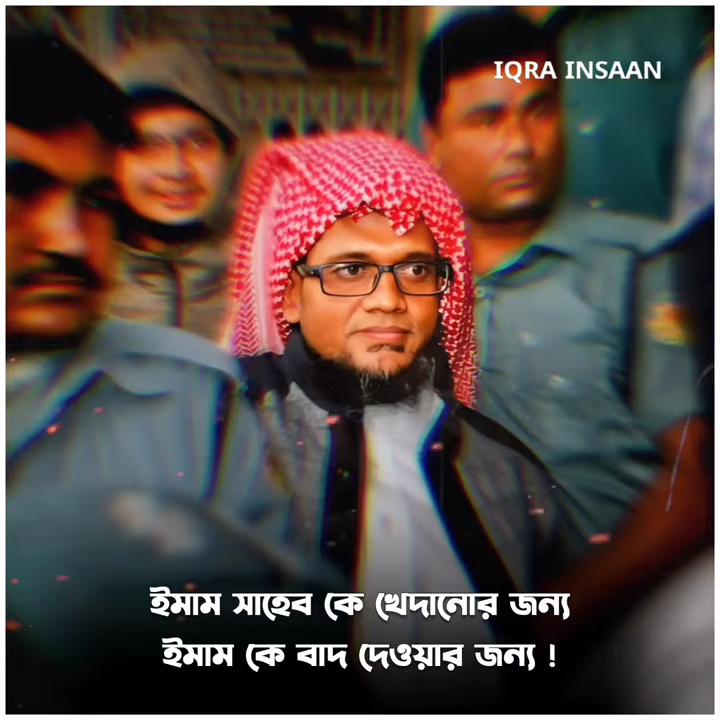 IQRA INSAAN
ইমাম সাহেব কে খেদানোর জন্য
ইমাম কে বাদ দেওয়ার জন্য !